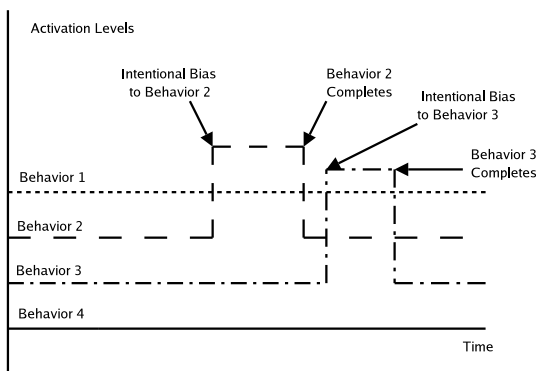 Activation Levels
Intentional Bias
to Behavior 2
Behavior 2
Completes
Intentional Bias
to Behavior 3
Behavior 3
Completes
Behavior 1
Behavior 2
Behavior 3
Behavior 4
Time